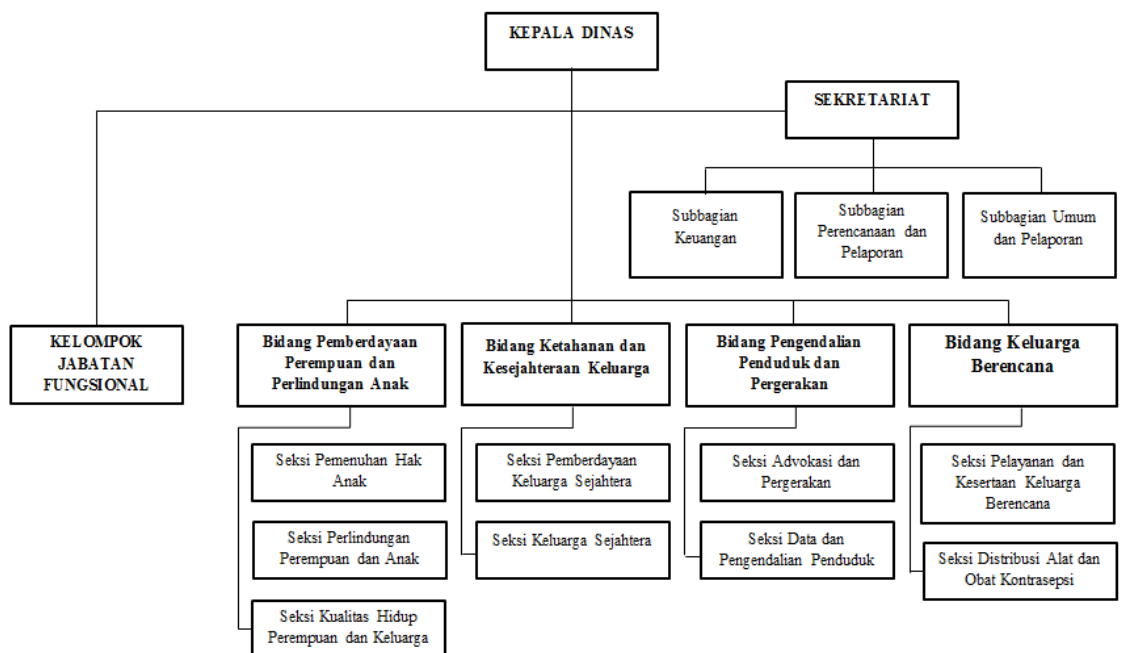 KEPALA DINAS
SEKRETARIAT
Subbagian
Keuangan
Subbagian
Perencanaan dan
Pelaporan
Subbagian Umum
dan Pelaporan
KELOMPOK
JABATAN
FUNGSIONAL
Bidang Pemberdayaan
Perempuan dan
Perlindungan Anak
Bidang Ketahanan dan
Kesejahteraan Keluarga
Bidang Pengendalian
Penduduk dan
Pergerakan
Bidang Keluarga
Berencana
Seksi Pemenuhan Hak
Anak
Seksi Pemberdayaan
Keluarga Sejahtera
Seksi Advokasi dan
Pergerakan
Seksi Pelayanan dan
Kesertaan Keluarga
Berencana
Seksi Perlindungan
Perempuan dan Anak
Seksi Keluarga Sejahtera
Seksi Data dan
Pengendalian Penduduk
Seksi Distribusi Alat dan
Obat Kontrasepsi
Seksi Kualitas Hidup
Perempuan dan Keluarga